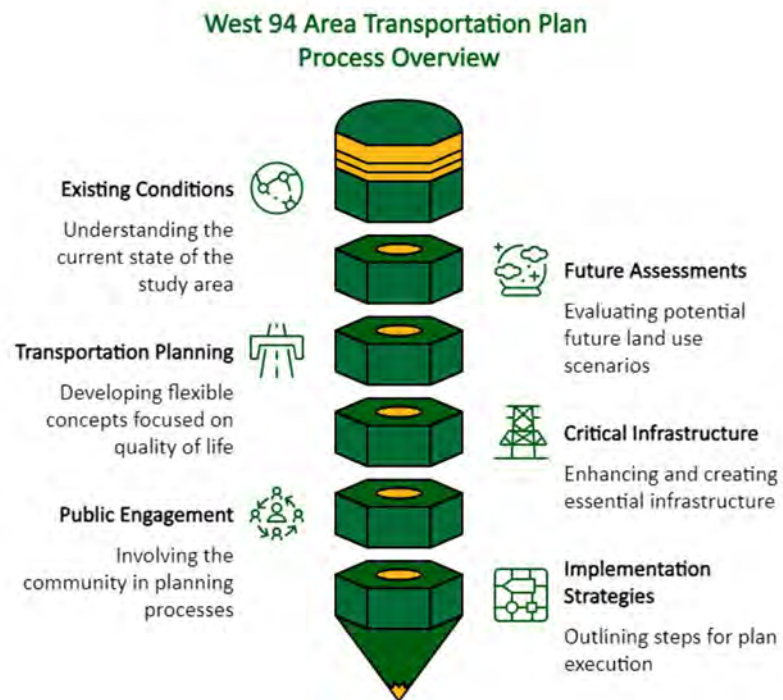 West 94 Area Transportation Plan
Process Overview
Existing Conditions
Understanding the
current state of the
study area
Future Assessments
Evaluating potential
future land use
scenarios
Transportation Planning
Developing flexible
concepts focused on
quality of life
Critical Infrastructure
Enhancing and creating
essential infrastructure
Public Engagement
Involving the
community in planning
processes
Implementation
Strategies
Outlining steps for plan
execution